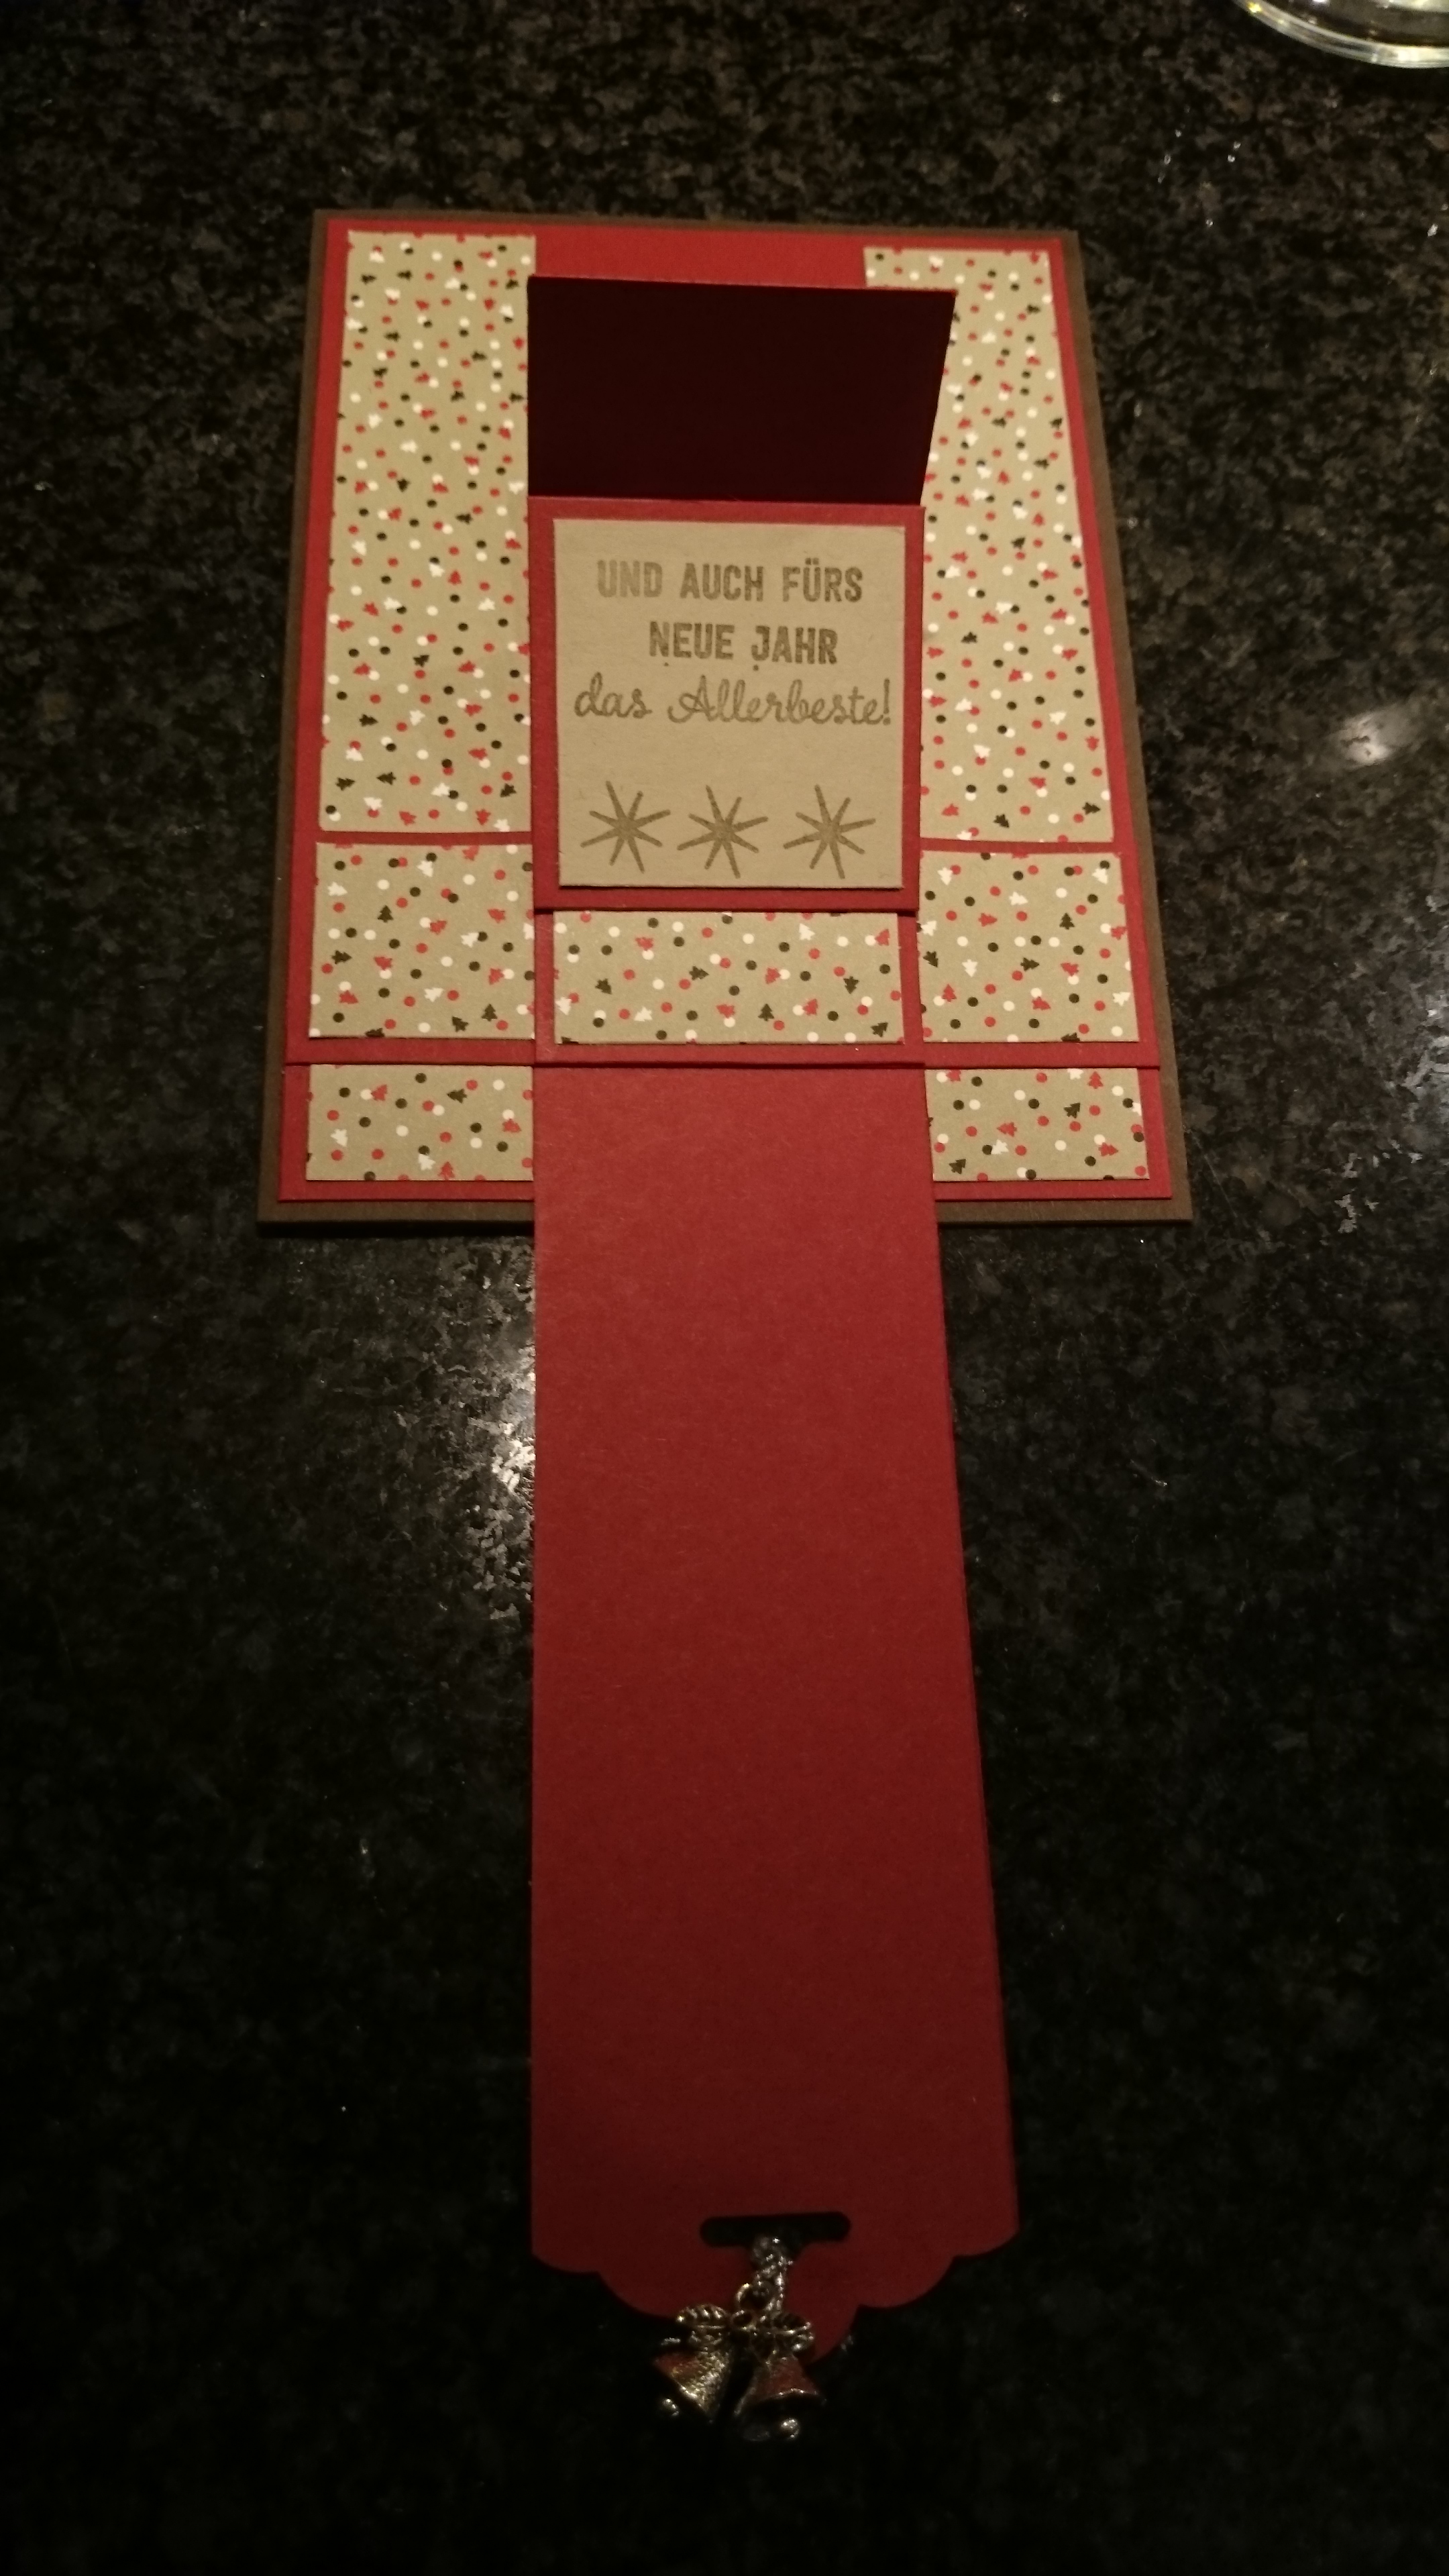 UND AUCH FÜRS
NEUE JAHR
das Allerbeste!